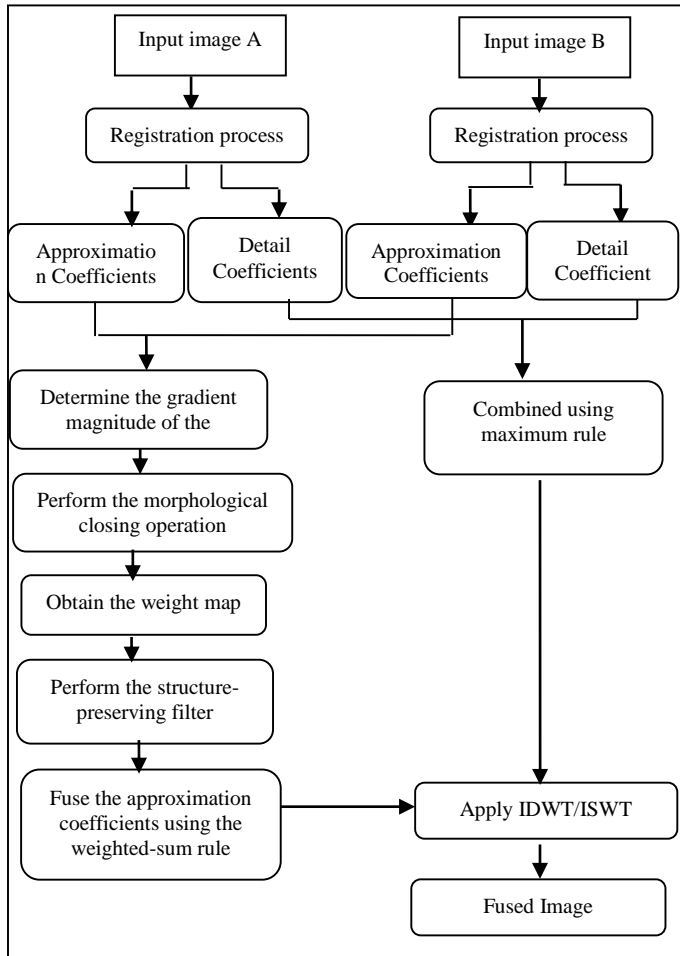 Input image A
Input image B
Registration process
Registration process
Approximatio
n Coefficients
Detail
Coefficients
Approximation
Coefficients
Detail
Coefficient
Determine the gradient
magnitude of the
Combined using
maximum rule
Perform the morphological
closing operation
Obtain the weight map
Perform the structure-
preserving filter
Fuse the approximation
coefficients using the
weighted-sum rule
Apply IDWT/ISWT
Fused Image